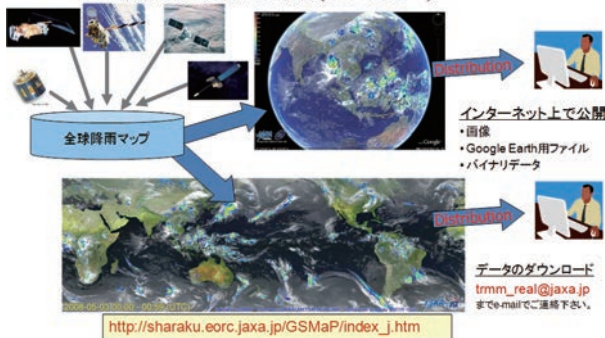 Distribution
全球降雨マップ
インターネット上で公開
・画像
・Google Earth用ファイル
・バイナリデータ
Distribution
データのダウンロード
trmm_real@jaxa.jp
までe-mailでご連絡下さい。
http://sharaku.eorc.jaxa.jp/GSMaP/index_j.htm